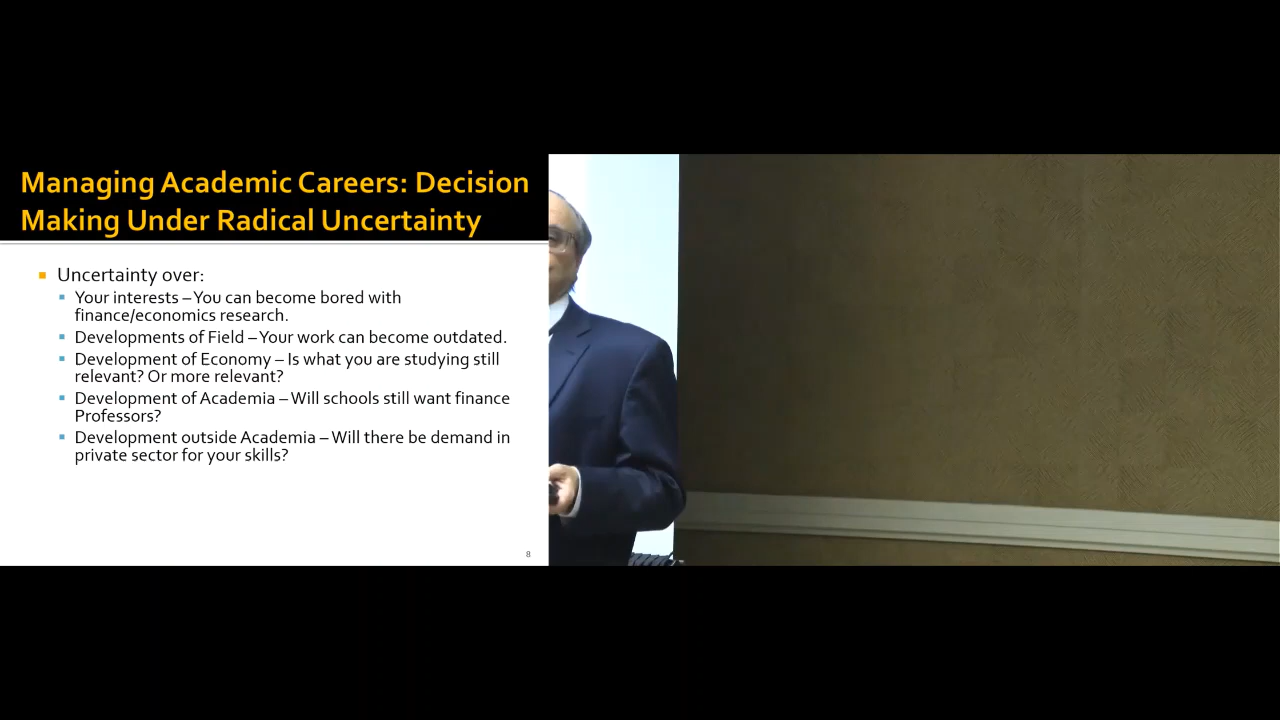 Managing Academic Careers: Decision
Making Under Radical Uncertainty
Uncertainty over:
Your interests – You can become bored with
finance/economics research.
Developments of Field – Your work can become outdated.
Development of Economy – Is what you are studying still
relevant? Or more relevant?
Development of Academia – Will schools still want finance
Professors?
Development outside Academia – Will there be demand in
private sector for your skills?
8